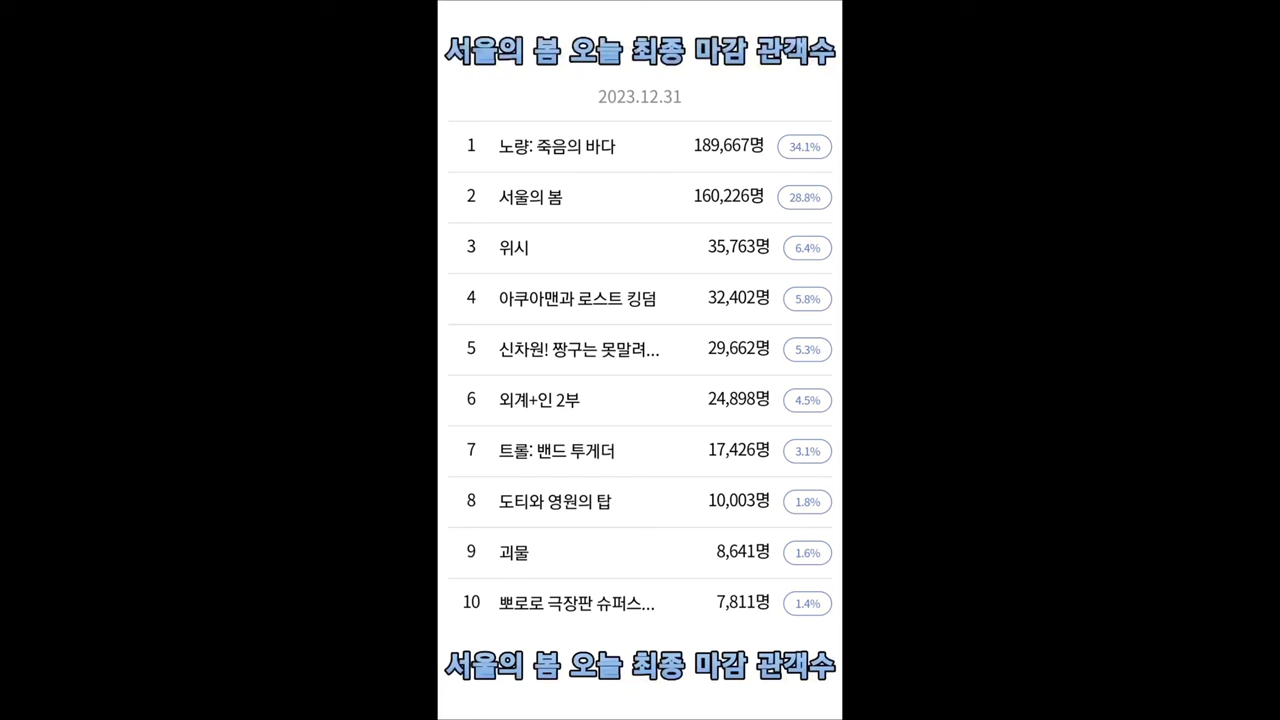 서울의 봄 오늘 최종 마감 관객수
2023.12.31
1 노량: 죽음의 바다 189,667명 34.1%
2 서울의 봄 160,226명 28.8%
3 위시 35,763명 6.4%
4 아쿠아맨과 로스트 킹덤 32,402명 5.8%
5 신차원! 짱구는 못말려... 29,662명 5.3%
6 외계+인 2부 24,898명 4.5%
7 트롤: 밴드 투게더 17,426명 3.1%
8 도티와 영원의 탑 10,003명 1.8%
9 괴물 8,641명 1.6%
10 뽀로로 극장판 슈퍼스... 7,811명 1.4%
서울의 봄 오늘 최종 마감 관객수